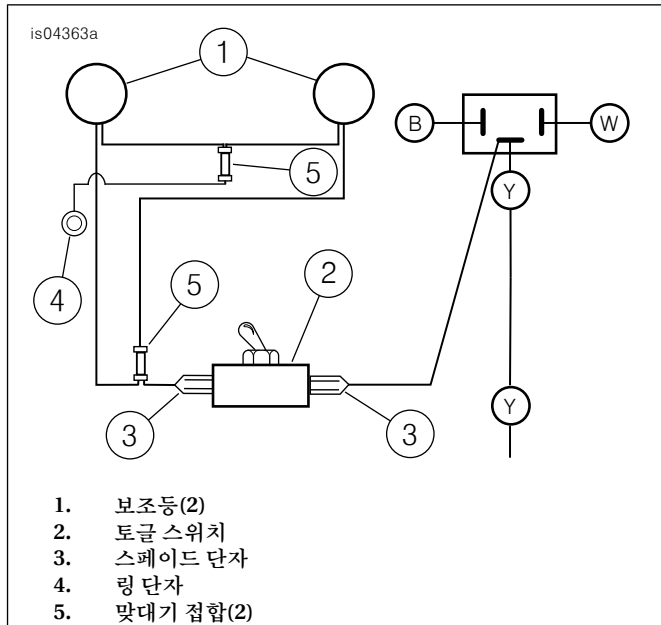 is04363a
1
B
W
5
Y
4
5
2
3
3
Y
1. 보조등(2)
2. 토글 스위치
3. 스페이드 단자
4. 링 단자
5. 맞대기 접합(2)